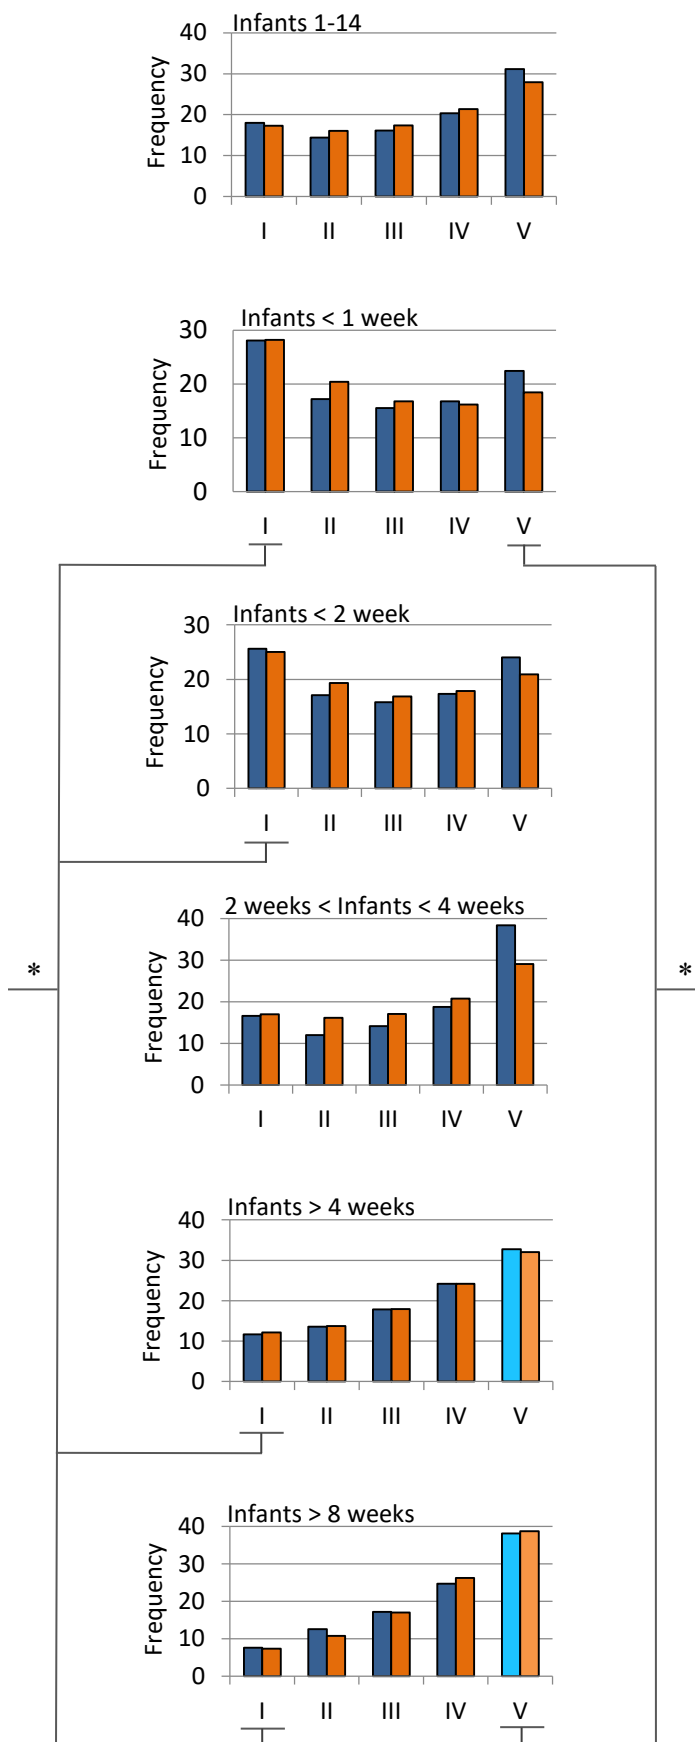 Infants 1-14
Frequency
40
30
20
10
0
I II III IV V
Infants < 1 week
Frequency
30
20
10
0
I II III IV V
Infants < 2 week
Frequency
30
20
10
0
I II III IV V
2 weeks < Infants < 4 weeks
Frequency
40
30
20
10
0
I II III IV V
* *
Infants > 4 weeks
Frequency
40
30
20
10
0
I II III IV V
Infants > 8 weeks
Frequency
40
30
20
10
0
I II III IV V